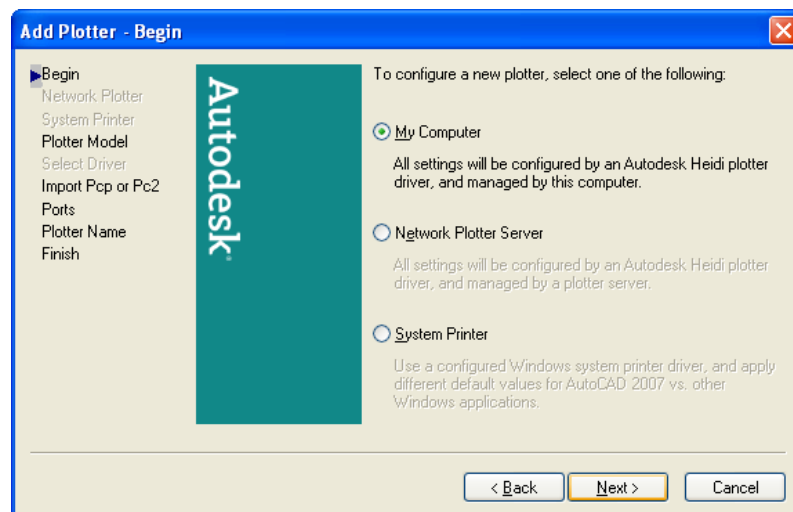 Add Plotter - Begin
Begin
Network Plotter
System Printer
Plotter Model
Select Driver
Import Pcp or Pc2
Ports
Plotter Name
Finish
Autodesk
To configure a new plotter, select one of the following:
My Computer
All settings will be configured by an Autodesk Heidi plotter
driver, and managed by this computer.
Network Plotter Server
All settings will be configured by an Autodesk Heidi plotter
driver, and managed by a plotter server.
System Printer
Use a configured Windows system printer driver, and apply
different default values for AutoCAD 2007 vs. other
Windows applications.
< Back
Next >
Cancel